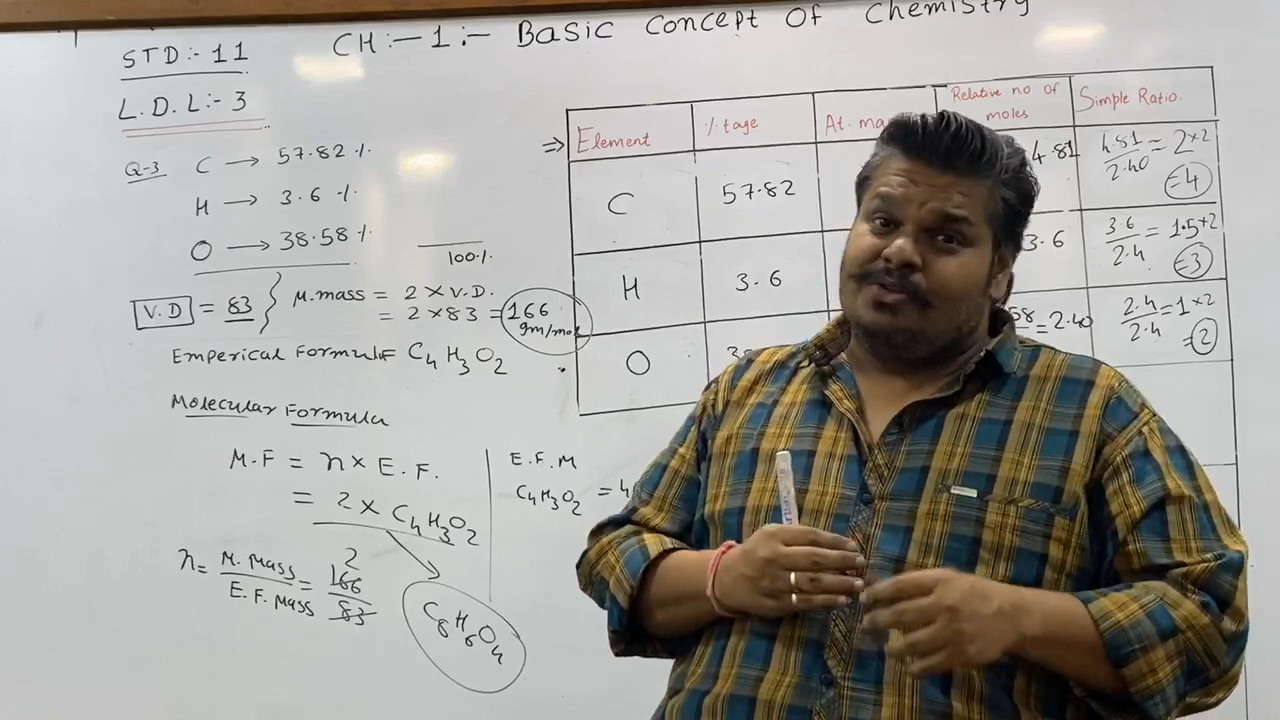 CH:- 1 :- Basic Concept Of Chemistry
STD:- 11
L.D.L:- 3
Q-3 C → 57.82 %
H → 3.6 %
O → 38.58 %
100%
V.D = 83 } M.mass = 2 × V.D.
= 2 × 83 = 166 gm/mol
Emperical Formula = C4H3O2
Molecular Formula
M.F = n × E.F.
= 2 × C4H3O2
n = M. Mass / E.F. Mass = 166 / 83 2
C8H6O4
E.F.M
C4H3O2 = 4
⇒ Element %tage At. ma Relative no of moles Simple Ratio.
C 57.82 4.81 4.81/2.40 = 2×2 =4
H 3.6 3.6 3.6/2.4 = 1.5×2 =3
O 58 = 2.40 2.4/2.4 = 1×2 =2